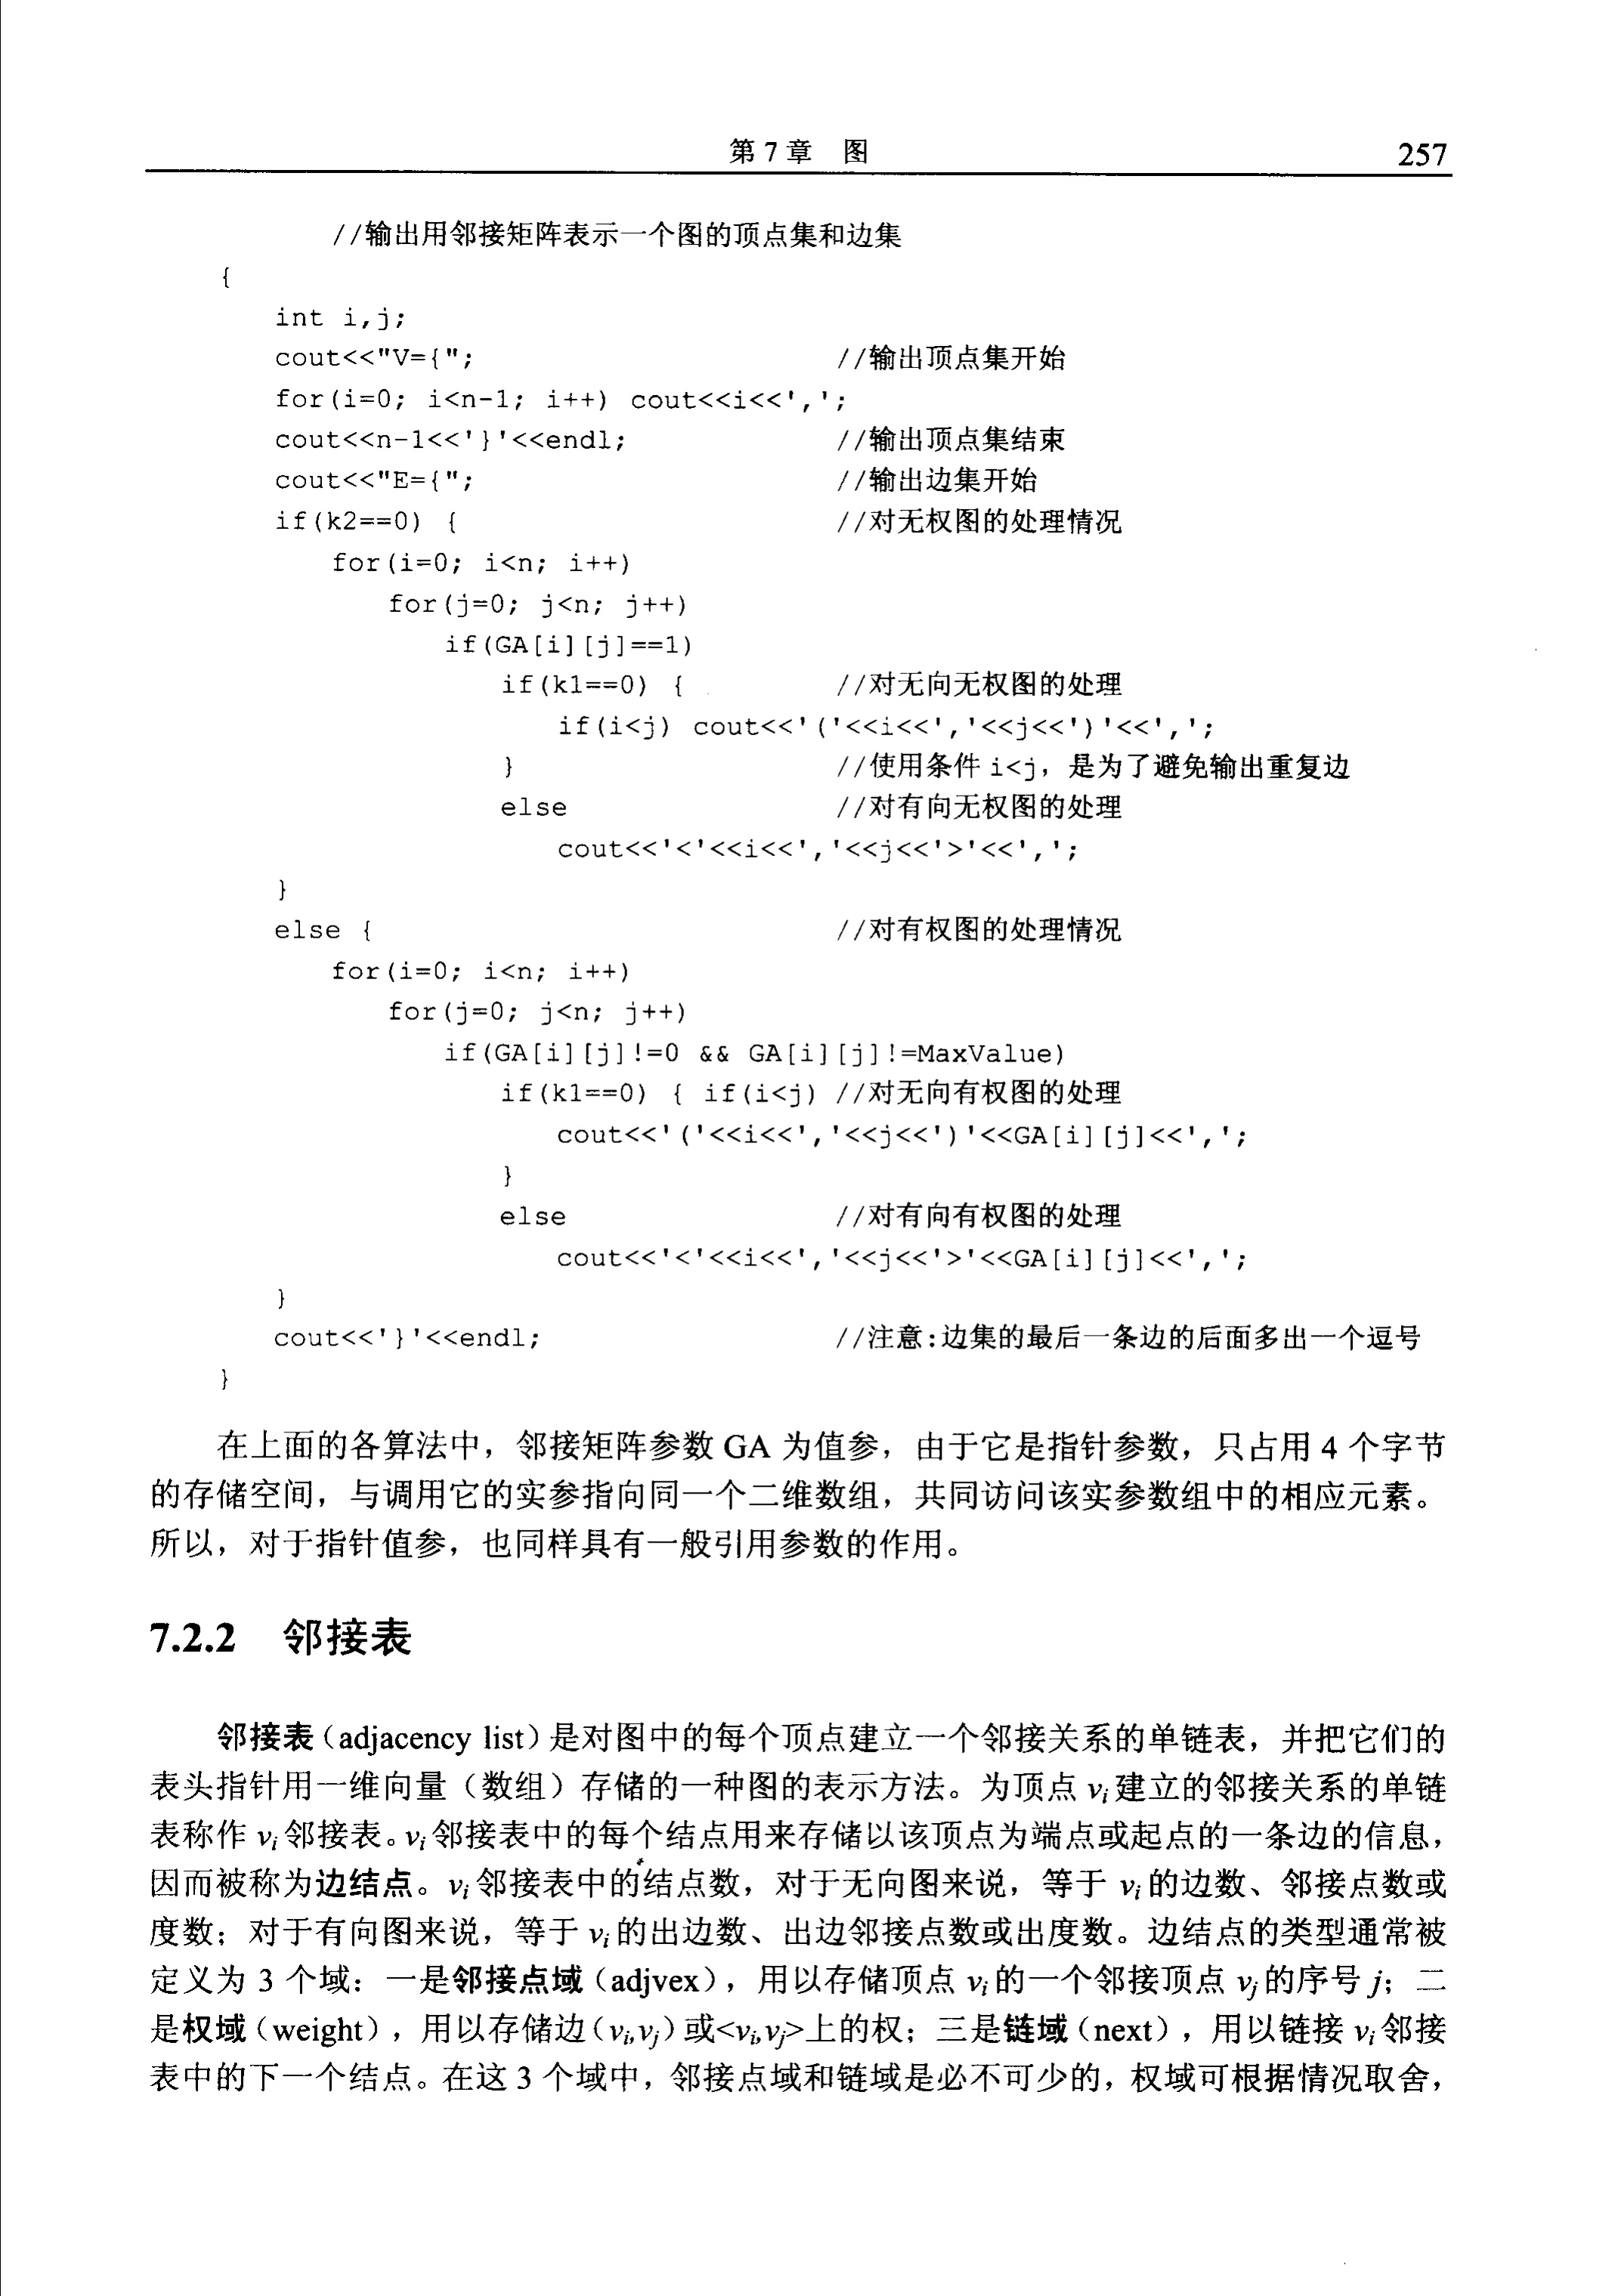 第 7 章 图 257
//输出用邻接矩阵表示一个图的顶点集和边集
{
int i,j;
cout<<"V={"; //输出顶点集开始
for(i=0; i<n-1; i++) cout<<i<<',';
cout<<n-1<<'}'<<endl; //输出顶点集结束
cout<<"E={"; //输出边集开始
if(k2==0) { //对无权图的处理情况
for(i=0; i<n; i++)
for(j=0; j<n; j++)
if(GA[i][j]==1)
if(k1==0) { //对无向无权图的处理
if(i<j) cout<<'('<<i<<','<<j<<')'<<',';
} //使用条件 i<j，是为了避免输出重复边
else //对有向无权图的处理
cout<<'<'<<i<<','<<j<<'>'<<',';
}
else { //对有权图的处理情况
for(i=0; i<n; i++)
for(j=0; j<n; j++)
if(GA[i][j]!=0 && GA[i][j]!=MaxValue)
if(k1==0) { if(i<j) //对无向有权图的处理
cout<<'('<<i<<','<<j<<')'<<GA[i][j]<<',';
}
else //对有向有权图的处理
cout<<'<'<<i<<','<<j<<'>'<<GA[i][j]<<',';
}
cout<<'}'<<endl; //注意:边集的最后一条边的后面多出一个逗号
}
在上面的各算法中，邻接矩阵参数 GA 为值参，由于它是指针参数，只占用 4 个字节
的存储空间，与调用它的实参指向同一个二维数组，共同访问该实参数组中的相应元素。
所以，对于指针值参，也同样具有一般引用参数的作用。
7.2.2 邻接表
邻接表（adjacency list）是对图中的每个顶点建立一个邻接关系的单链表，并把它们的
表头指针用一维向量（数组）存储的一种图的表示方法。为顶点 vi 建立的邻接关系的单链
表称作 vi 邻接表。vi 邻接表中的每个结点用来存储以该顶点为端点或起点的一条边的信息，
因而被称为边结点。vi 邻接表中的结点数，对于无向图来说，等于 vi 的边数、邻接点数或
度数；对于有向图来说，等于 vi 的出边数、出边邻接点数或出度数。边结点的类型通常被
定义为 3 个域：一是邻接点域（adjvex），用以存储顶点 vi 的一个邻接顶点 vj 的序号 j；二
是权域（weight），用以存储边（vi,vj）或<vi,vj>上的权；三是链域（next），用以链接 vi 邻接
表中的下一个结点。在这 3 个域中，邻接点域和链域是必不可少的，权域可根据情况取舍，